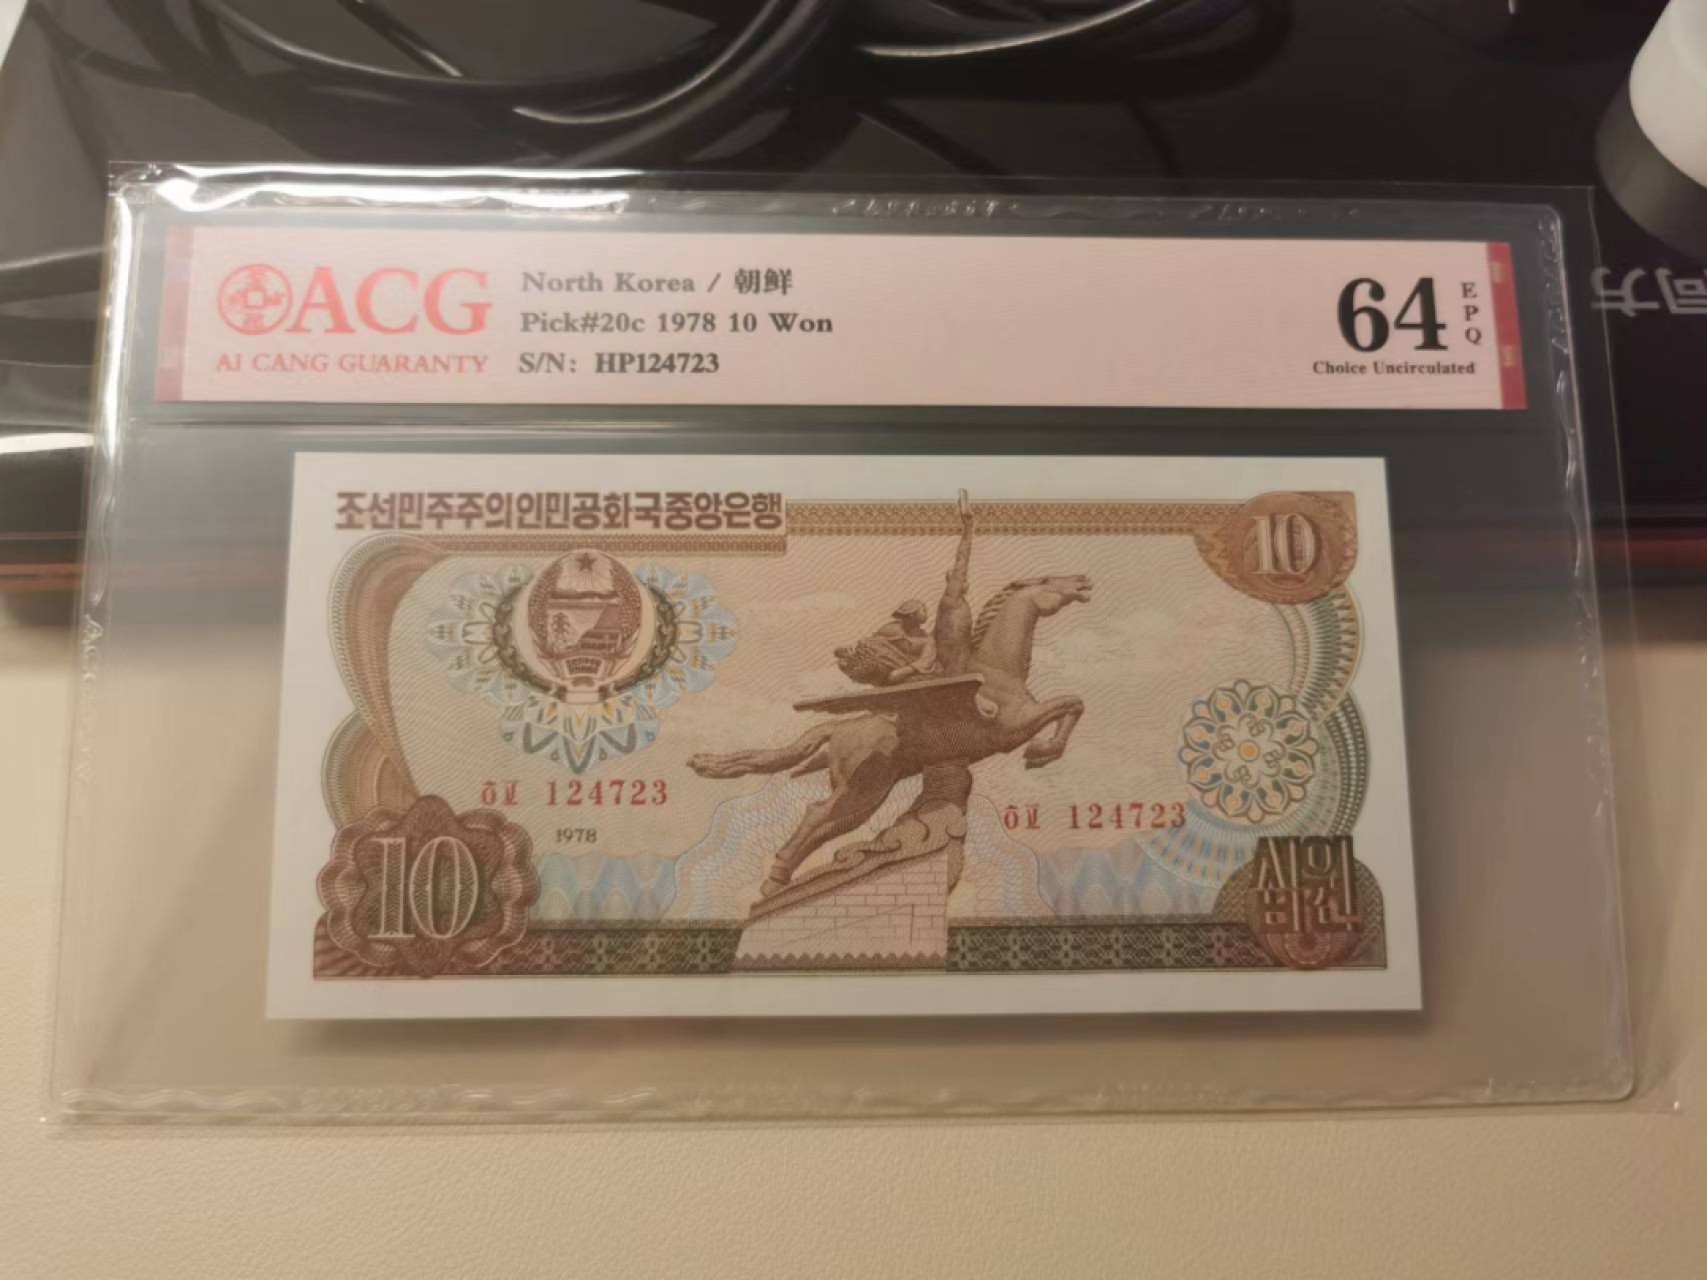 ACG
AI CANG GUARANTY
North Korea / 朝鲜
Pick#20c 1978 10 Won
S/N: HP124723
64
EPQ
Choice Uncirculated
조선민주주의인민공화국중앙은행
10
ㅎㅍ 124723
1978
ㅎㅍ 124723
10
십원